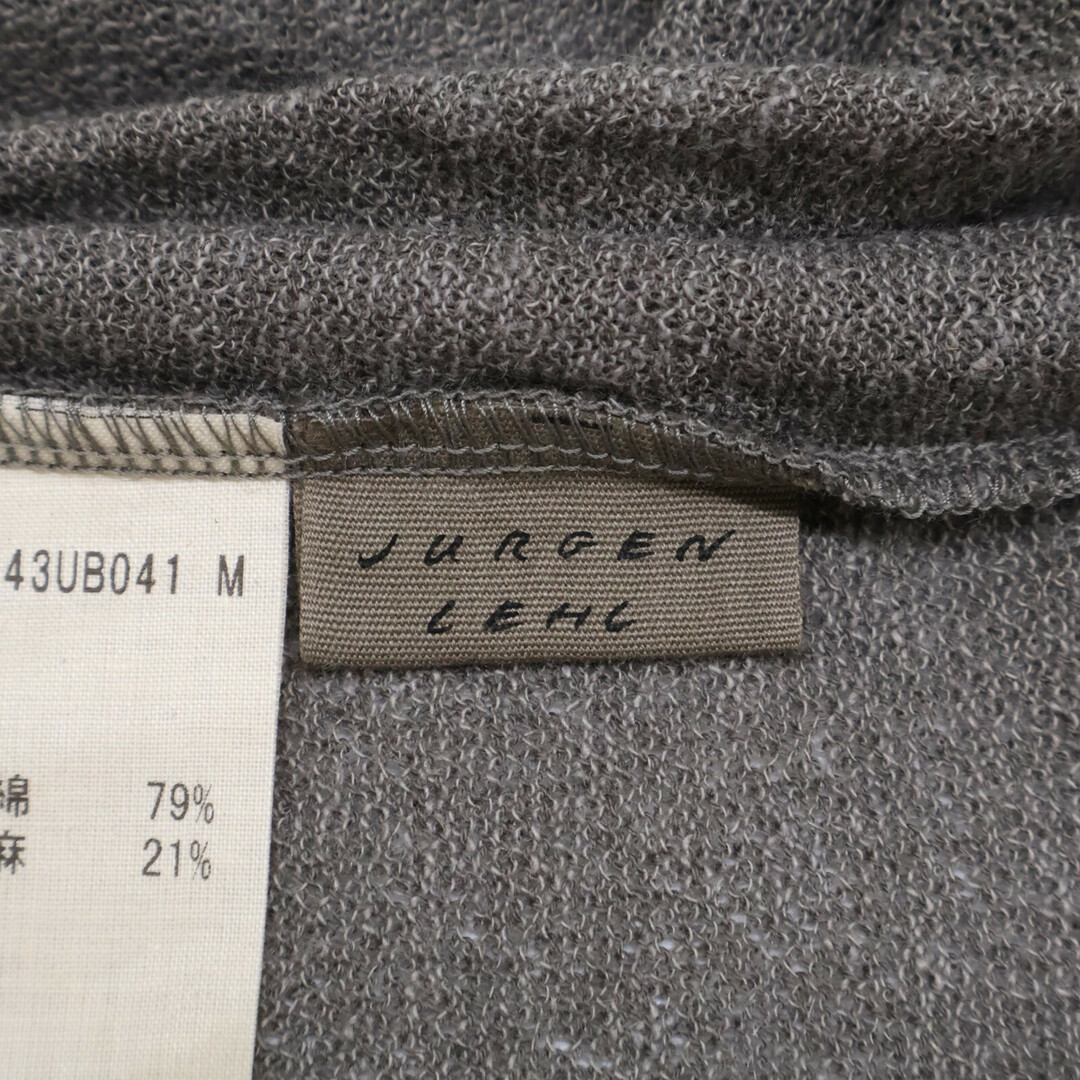 JURGEN
LEHL
43UB041 M
綿 79%
麻 21%